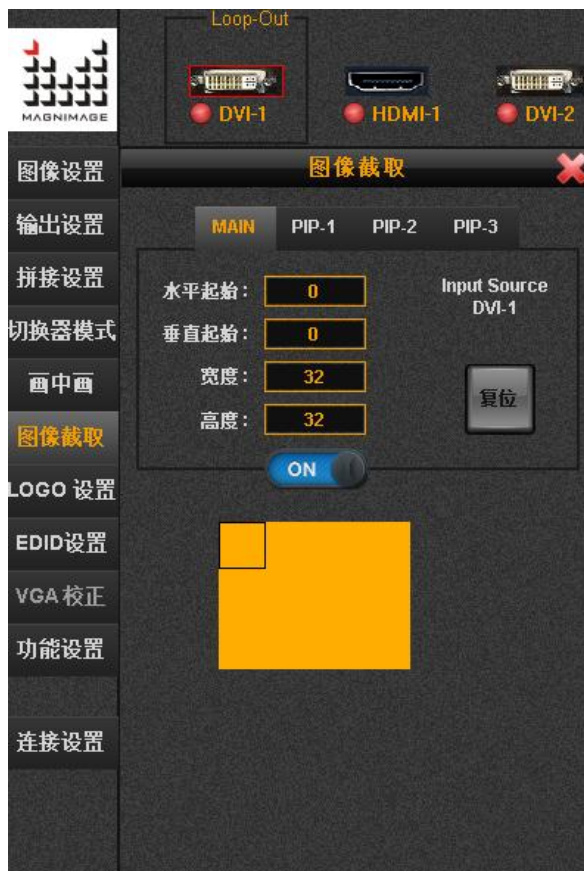 Loop-Out
MAGNIMAGE
DVI-1
HDMI-1
DVI-2
图像设置
输出设置
拼接设置
切换器模式
画中画
图像截取
LOGO 设置
EDID设置
VGA 校正
功能设置
连接设置
图像截取
MAIN
PIP-1
PIP-2
PIP-3
水平起始： 0
垂直起始： 0
宽度： 32
高度： 32
Input Source
DVI-1
复位
ON